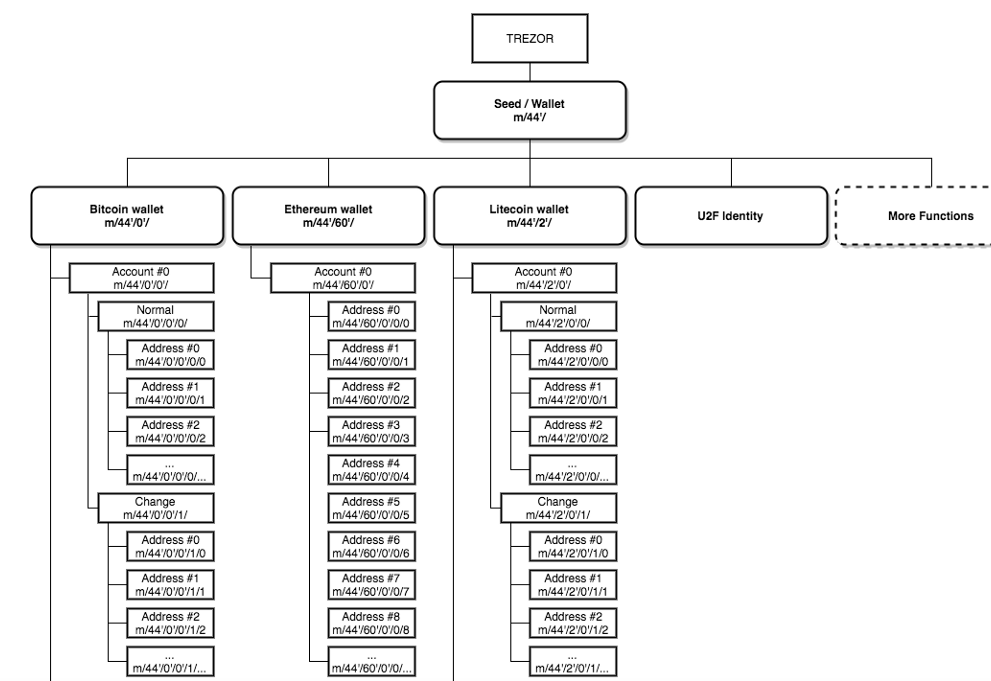 TREZOR
Seed / Wallet
m/44'/
Bitcoin wallet
m/44'/0'/
Ethereum wallet
m/44'/60'/
Litecoin wallet
m/44'/2'/
U2F Identity
More Functions
Account #0
m/44'/0'/0'/
Normal
m/44'/0'/0'/0/
Address #0
m/44'/0'/0'/0/0
Address #1
m/44'/0'/0'/0/1
Address #2
m/44'/0'/0'/0/2
...
m/44'/0'/0'/0/...
Change
m/44'/0'/0'/1/
Address #0
m/44'/0'/0'/1/0
Address #1
m/44'/0'/0'/1/1
Address #2
m/44'/0'/0'/1/2
...
m/44'/0'/0'/1/...
Account #0
m/44'/60'/0'/
Address #0
m/44'/60'/0'/0/0
Address #1
m/44'/60'/0'/0/1
Address #2
m/44'/60'/0'/0/2
Address #3
m/44'/60'/0'/0/3
Address #4
m/44'/60'/0'/0/4
Address #5
m/44'/60'/0'/0/5
Address #6
m/44'/60'/0'/0/6
Address #7
m/44'/60'/0'/0/7
Address #8
m/44'/60'/0'/0/8
...
m/44'/60'/0'/0/...
Account #0
m/44'/2'/0'/
Normal
m/44'/2'/0'/0/
Address #0
m/44'/2'/0'/0/0
Address #1
m/44'/2'/0'/0/1
Address #2
m/44'/2'/0'/0/2
...
m/44'/2'/0'/0/...
Change
m/44'/2'/0'/1/
Address #0
m/44'/2'/0'/1/0
Address #1
m/44'/2'/0'/1/1
Address #2
m/44'/2'/0'/1/2
...
m/44'/2'/0'/1/...